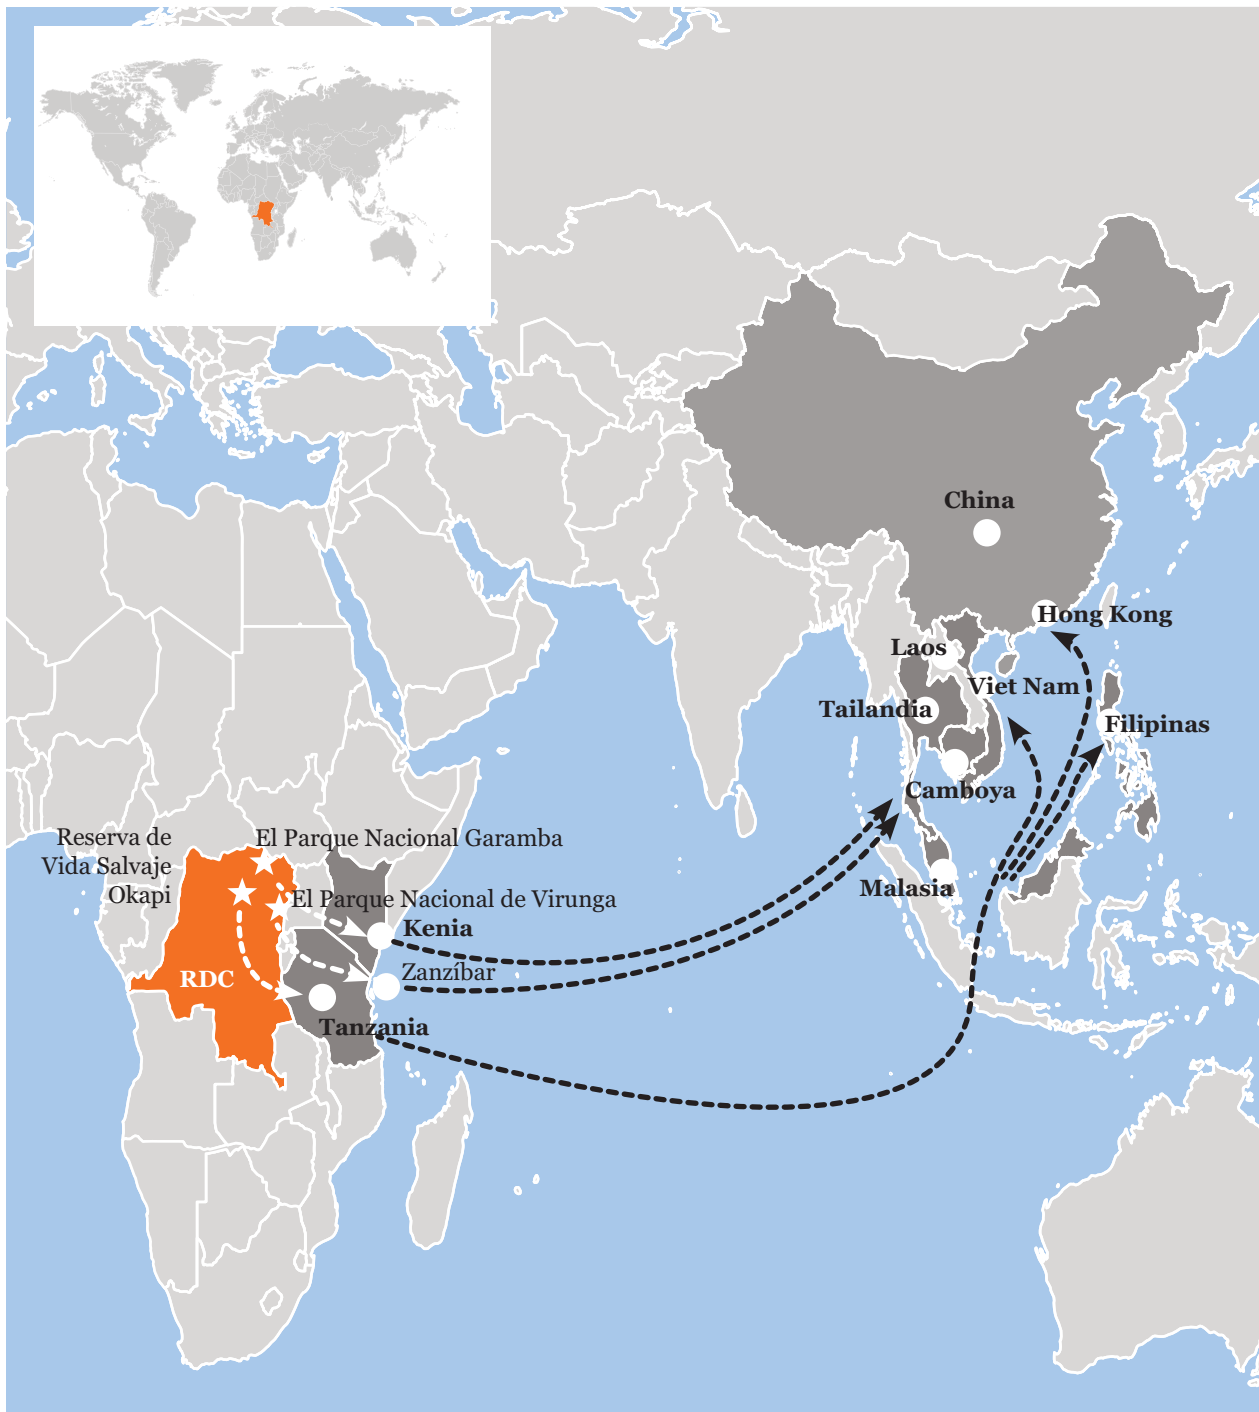 China
Hong Kong
Laos
Viet Nam
Tailandia
Filipinas
Camboya
Malasia
Reserva de
Vida Salvaje
Okapi
El Parque Nacional Garamba
El Parque Nacional de Virunga
Kenia
Zanzíbar
RDC
Tanzania